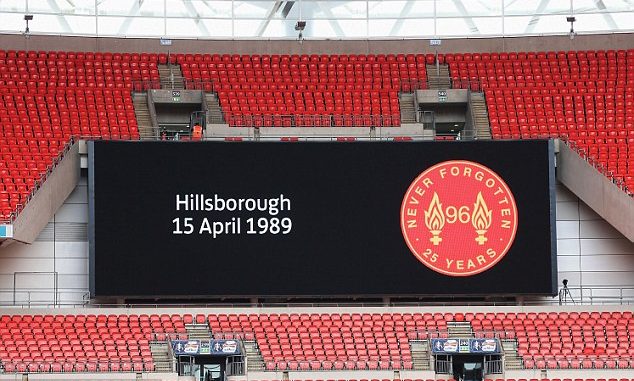 Hillsborough
15 April 1989
NEVER FORGOTTEN
96
25 YEARS